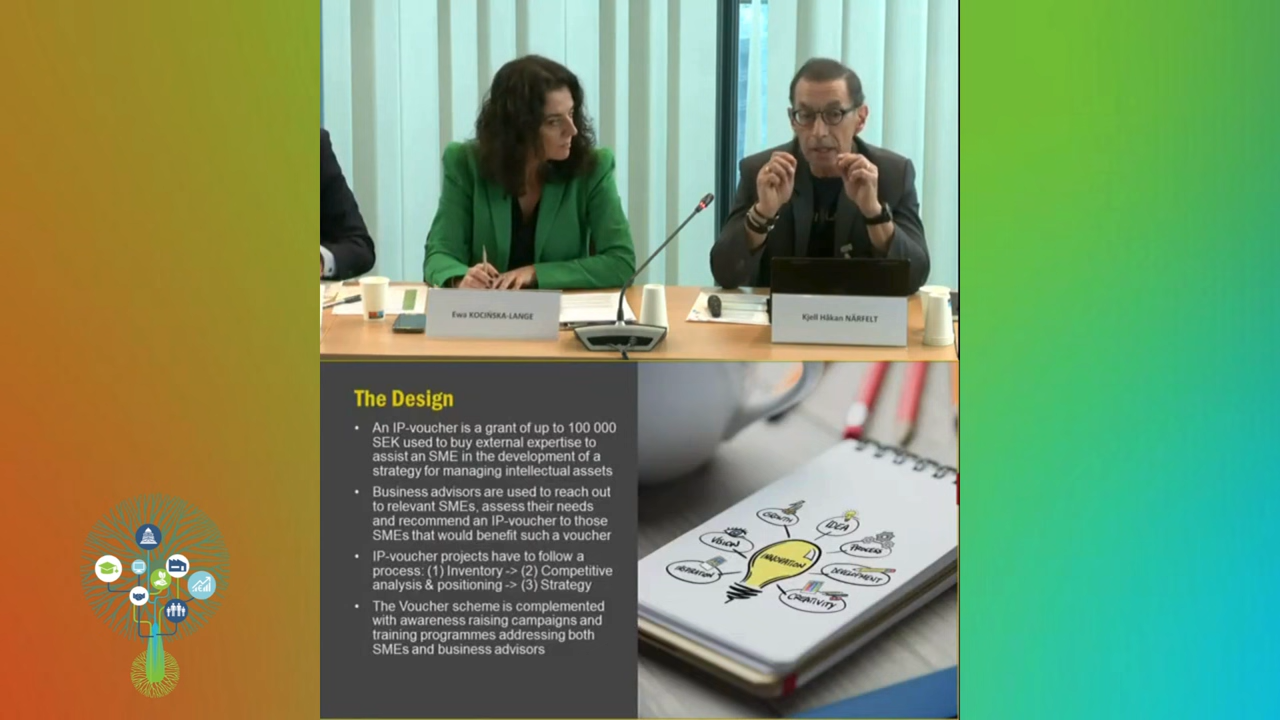 Ewa KOCIŃSKA-LANGE
Kjell Håkan NÄRFELT
The Design
• An IP-voucher is a grant of up to 100 000
SEK used to buy external expertise to
assist an SME in the development of a
strategy for managing intellectual assets
• Business advisors are used to reach out
to relevant SMEs, assess their needs
and recommend an IP-voucher to those
SMEs that would benefit such a voucher
• IP-voucher projects have to follow a
process: (1) Inventory -> (2) Competitive
analysis & positioning -> (3) Strategy
• The Voucher scheme is complemented
with awareness raising campaigns and
training programmes addressing both
SMEs and business advisors
GROWTH
IDEA
VISION
PROCESS
INNOVATION
INSPIRATION
DEVELOPMENT
CREATIVITY